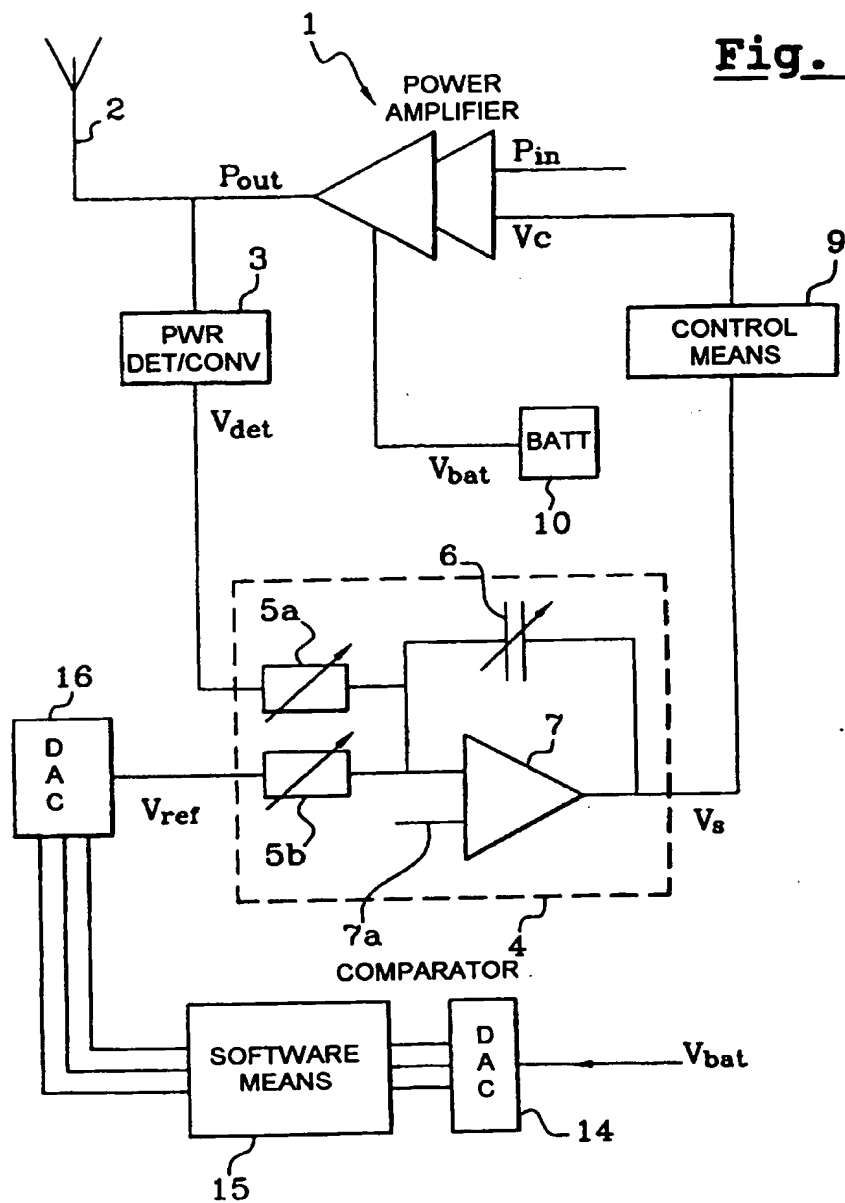 1
Fig.
POWER
AMPLIFIER
2
Pout
Pin
Vc
3
9
PWR
DET/CONV
CONTROL
MEANS
Vdet
BATT
Vbat
10
6
5a
16
7
D
A
C
Vref
Vs
5b
7a
4
COMPARATOR
SOFTWARE
MEANS
D
A
C
Vbat
14
15